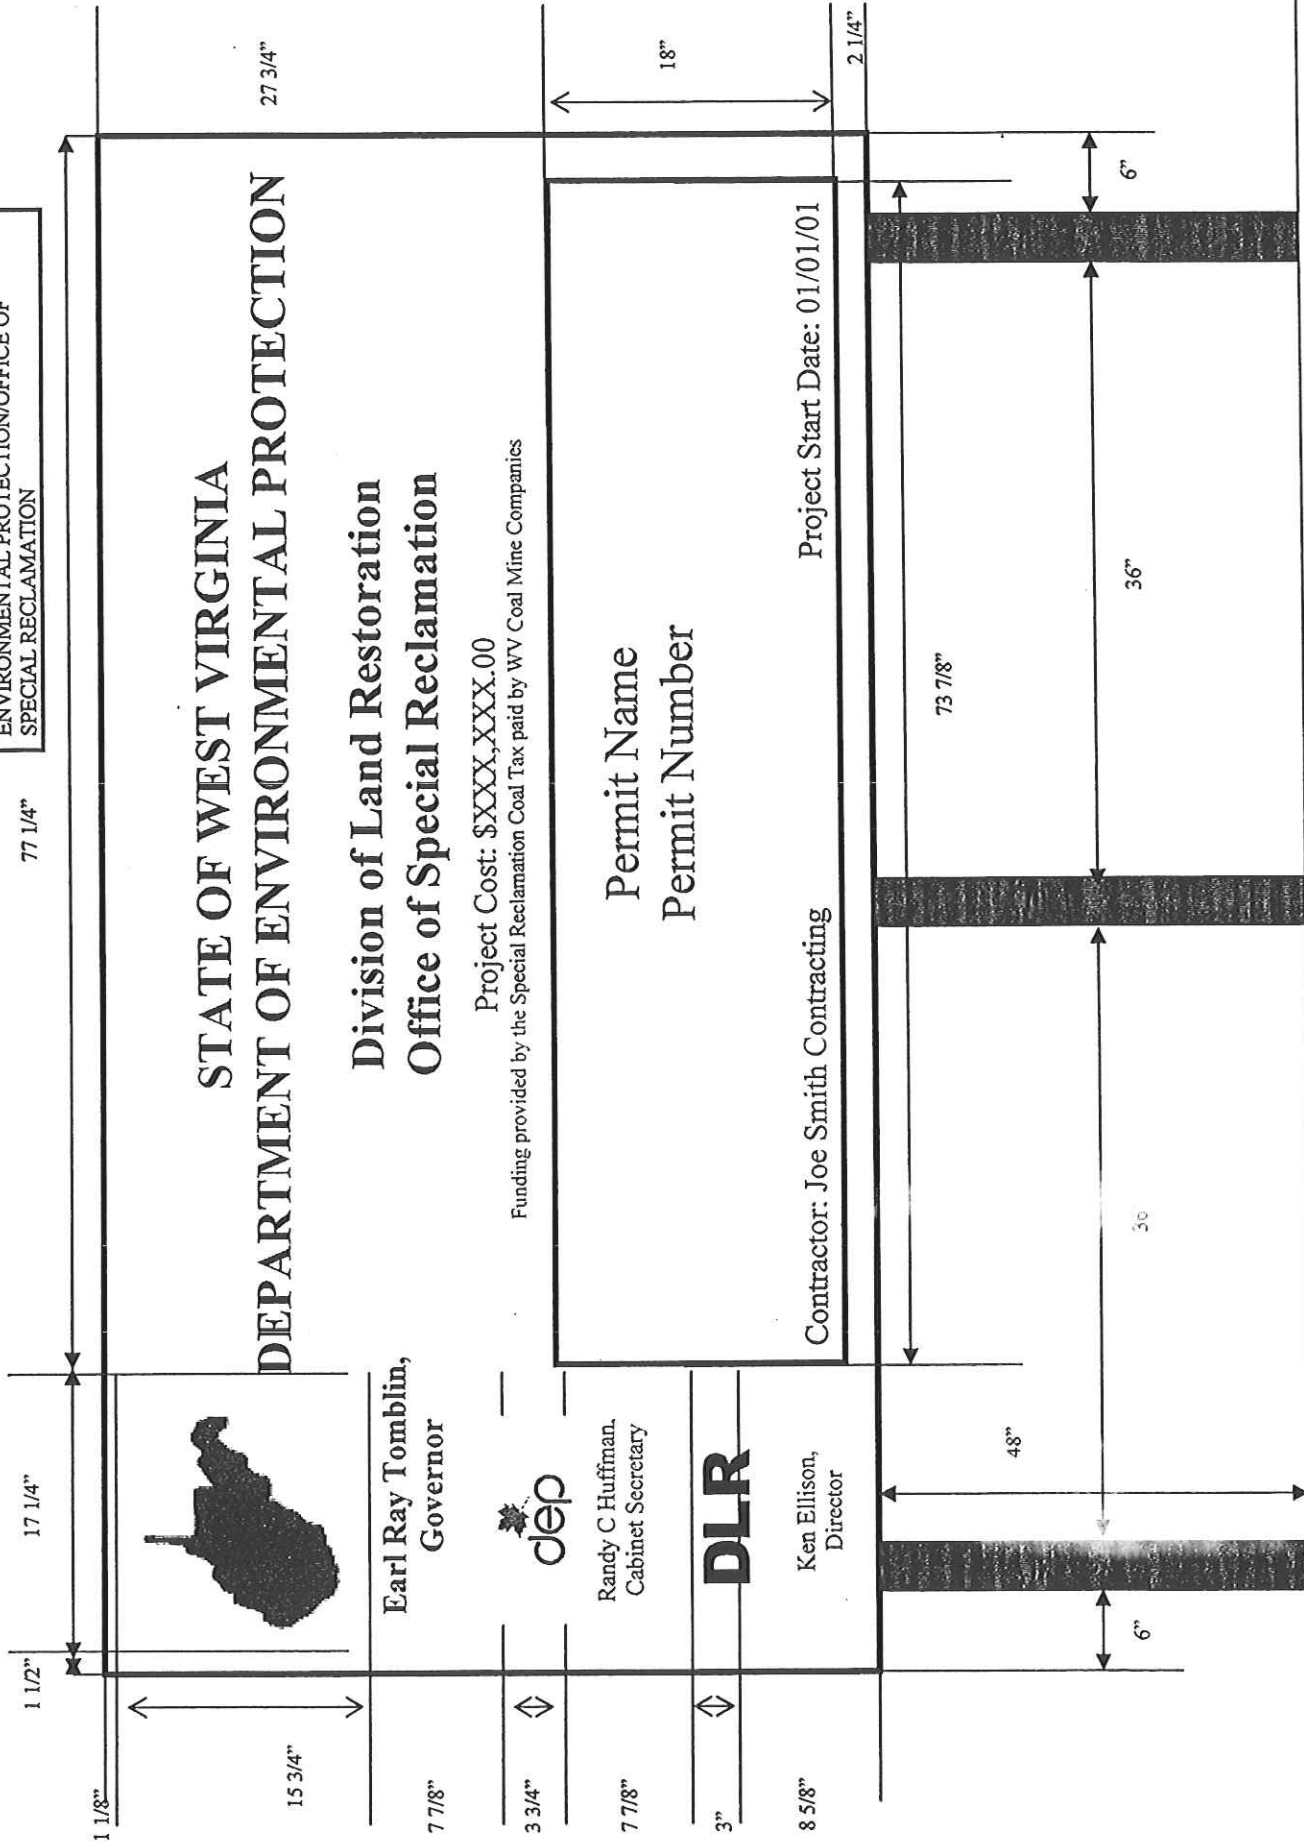 ENVIRONMENTAL PROTECTION/OFFICE OF
SPECIAL RECLAMATION
1 1/2”
17 1/4”
77 1/4”
1 1/8”
15 3/4”
7 7/8”
3 3/4”
7 7/8”
3”
8 5/8”
STATE OF WEST VIRGINIA
DEPARTMENT OF ENVIRONMENTAL PROTECTION
Division of Land Restoration
Office of Special Reclamation
Project Cost: $XXX,XXX.00
Funding provided by the Special Reclamation Coal Tax paid by WV Coal Mine Companies
Earl Ray Tomblin,
Governor
dep
Randy C Huffman.
Cabinet Secretary
DLR
Ken Ellison,
Director
Permit Name
Permit Number
Contractor: Joe Smith Contracting
Project Start Date: 01/01/01
27 3/4”
18”
2 1/4”
73 7/8”
48”
6”
36”
6”